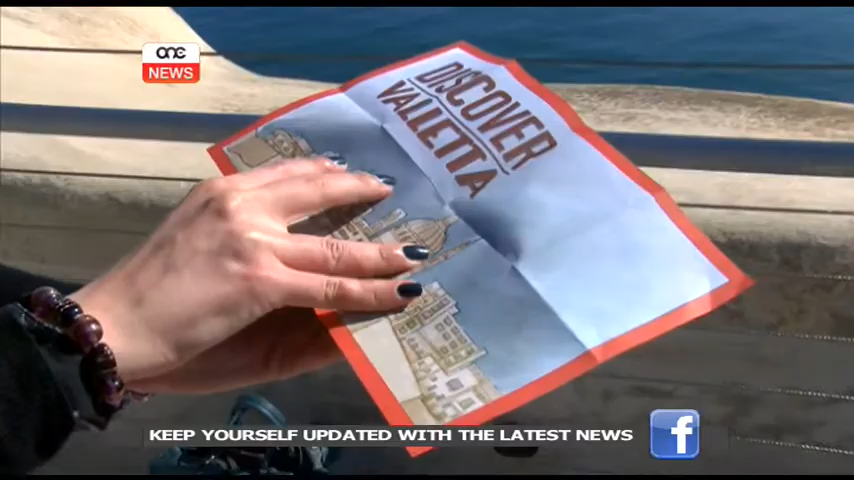 one
NEWS
DISCOVER
VALLETTA
KEEP YOURSELF UPDATED WITH THE LATEST NEWS
f